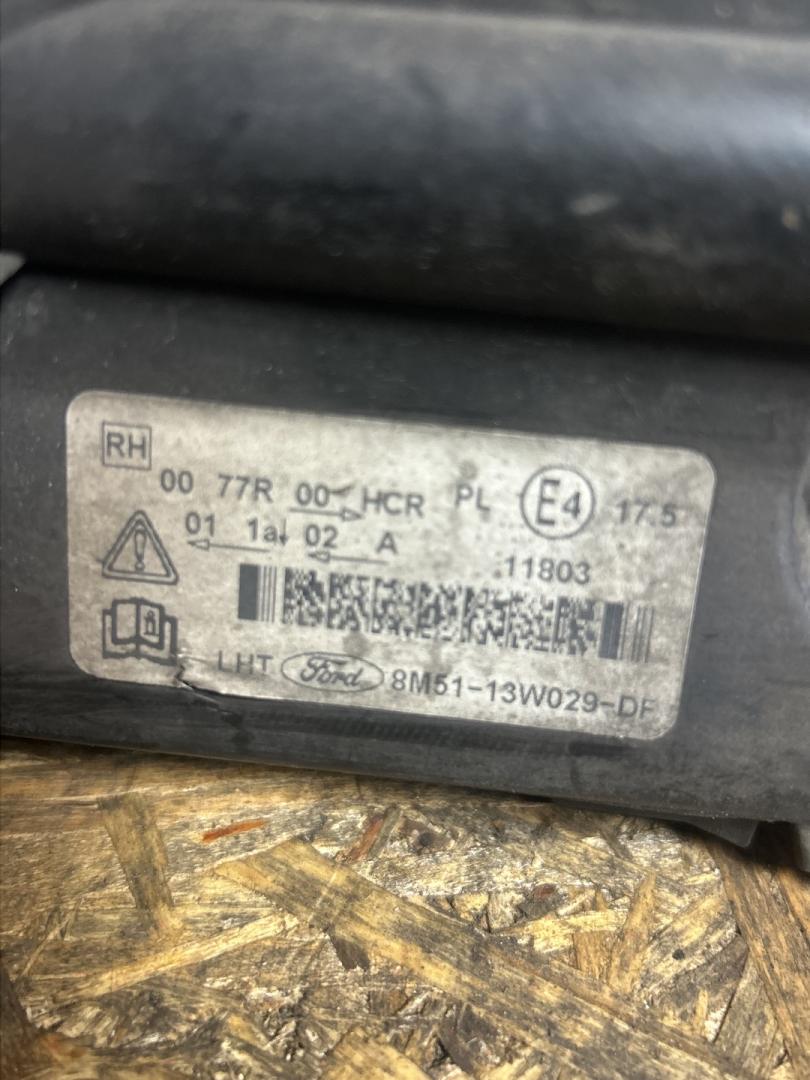 RH
00 77R 00 HCR PL E4 17.5
01 1a 02 A
11803
LHT Ford 8M51-13W029-DF